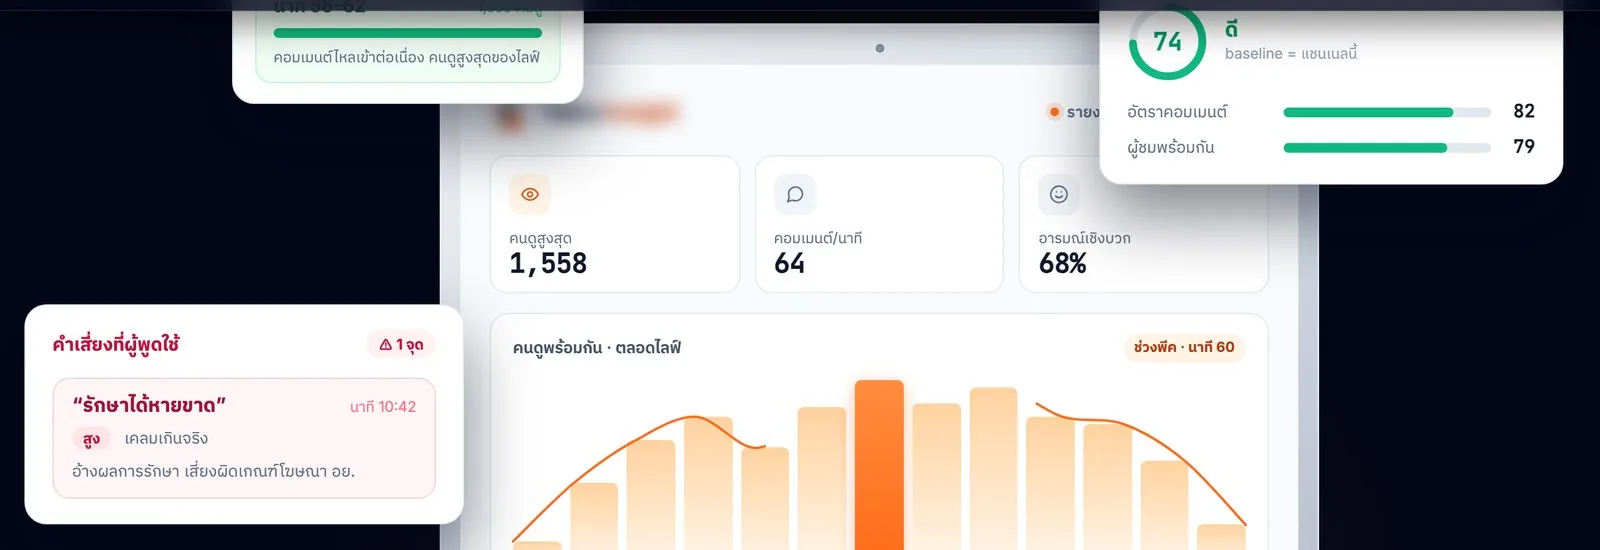 นาที 58–62
คอมเมนต์ไหลเข้าต่อเนื่อง คนดูสูงสุดของไลฟ์
74
ดี
baseline = แชนเนลนี้
อัตราคอมเมนต์ 82
ผู้ชมพร้อมกัน 79
คนดูสูงสุด
1,558
คอมเมนต์/นาที
64
อารมณ์เชิงบวก
68%
คำเสี่ยงที่ผู้พูดใช้
1 จุด
“รักษาได้หายขาด” นาที 10:42
สูง เคลมเกินจริง
อ้างผลการรักษา เสี่ยงผิดเกณฑ์โฆษณา อย.
คนดูพร้อมกัน · ตลอดไลฟ์
ช่วงพีค · นาที 60